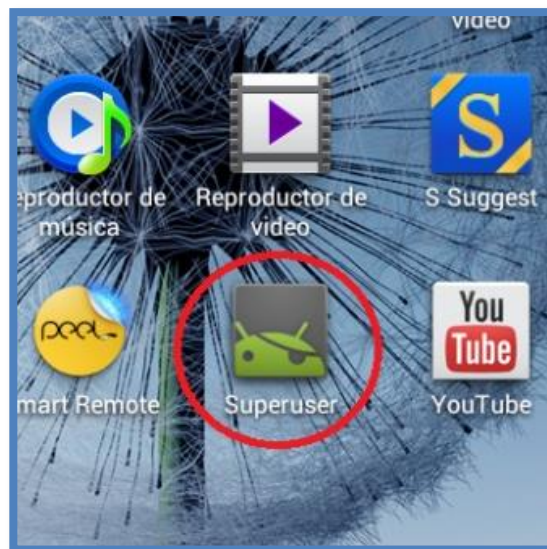 video
eproductor de
música
Reproductor de
video
S
S Suggest
peel
mart Remote
Superuser
You
Tube
YouTube